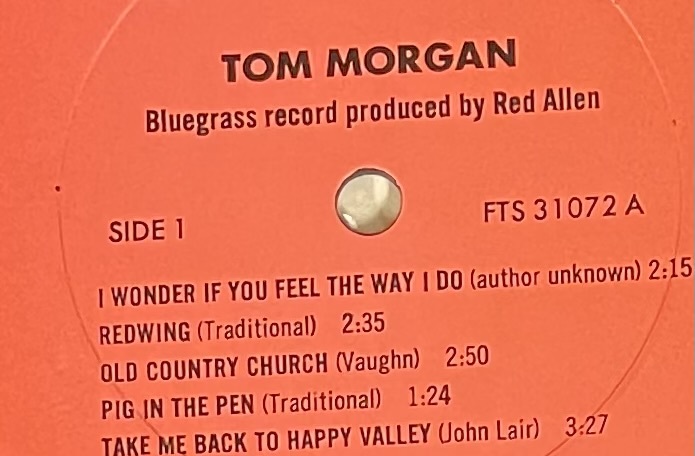 TOM MORGAN
Bluegrass record produced by Red Allen
SIDE 1 FTS 31072 A
I WONDER IF YOU FEEL THE WAY I DO (author unknown) 2:15
REDWING (Traditional) 2:35
OLD COUNTRY CHURCH (Vaughn) 2:50
PIG IN THE PEN (Traditional) 1:24
TAKE ME BACK TO HAPPY VALLEY (John Lair) 3:27